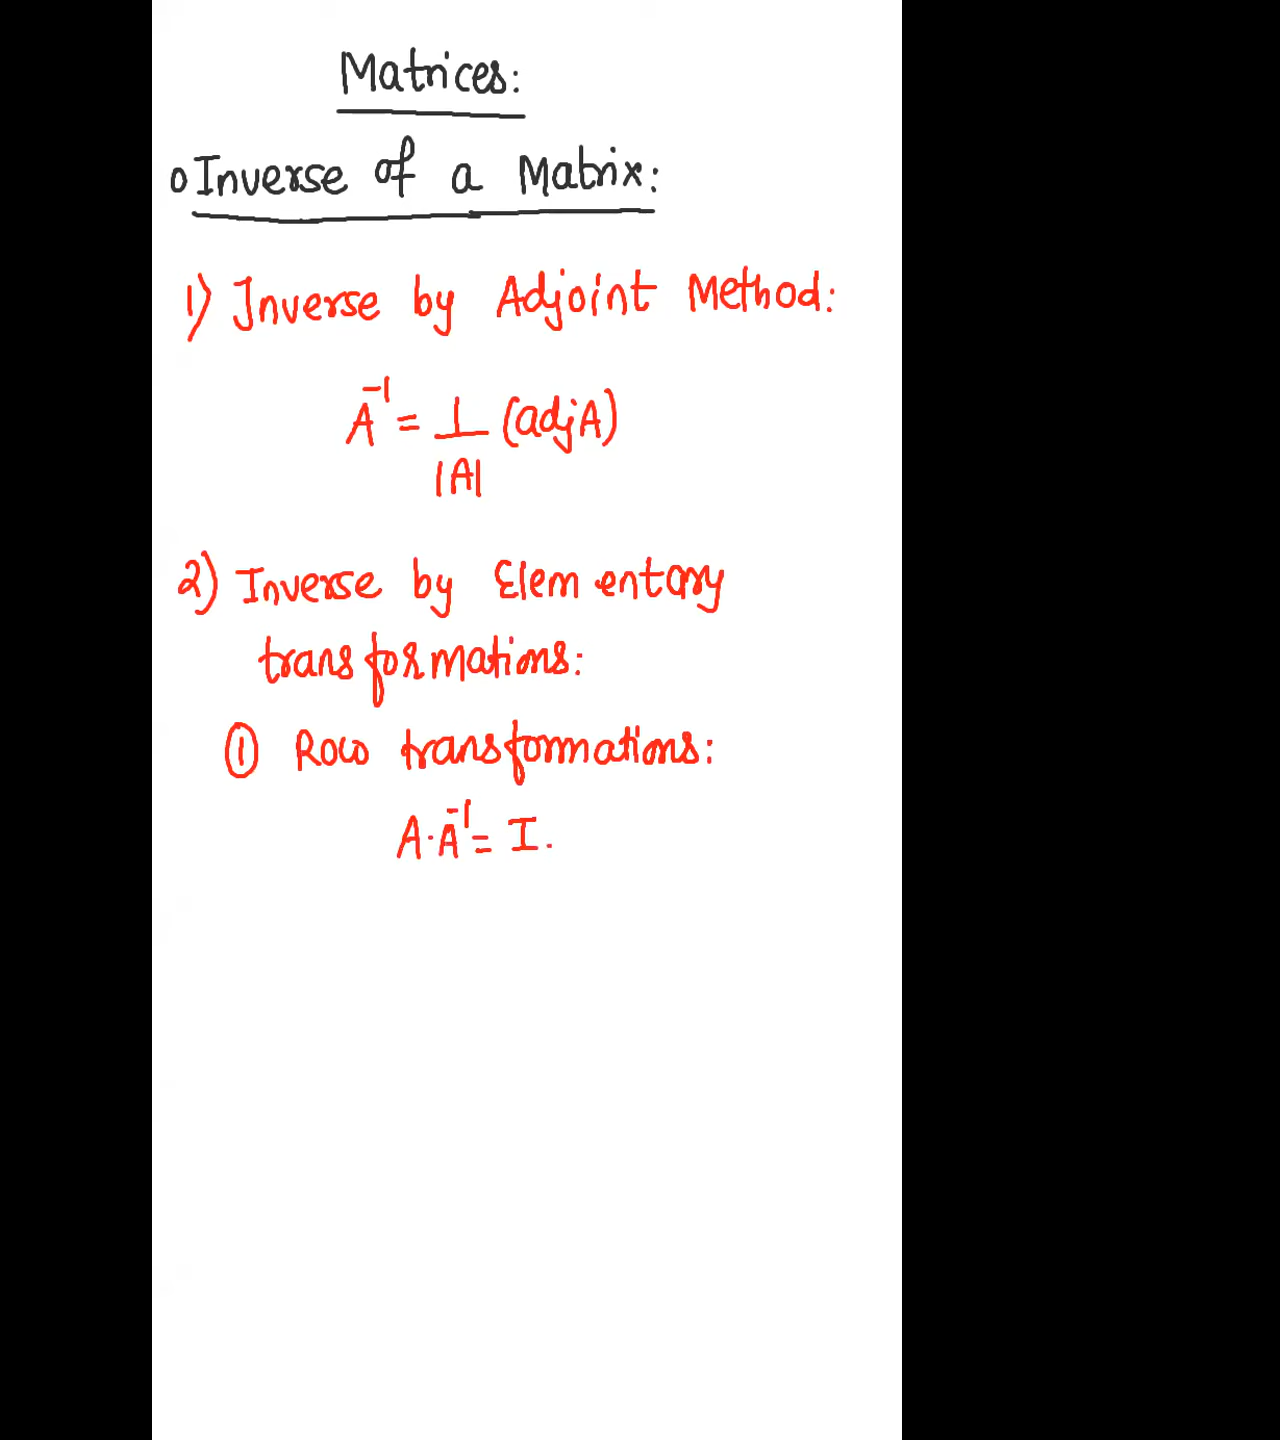 Matrices:
o Inverse of a Matrix:
1) Inverse by Adjoint Method:
A⁻¹ = 1/|A| (adjA)
2) Inverse by Elementary
transformations:
① Row transformations:
A·A⁻¹ = I.